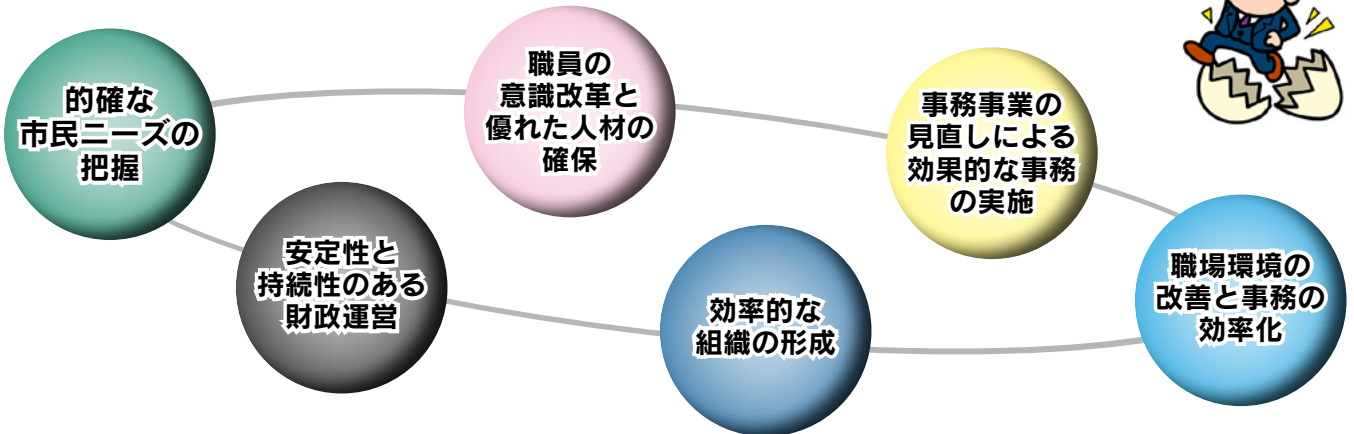 的確な
市民ニーズの
把握
職員の
意識改革と
優れた人材の
確保
事務事業の
見直しによる
効果的な事務
の実施
職場環境の
改善と事務の
効率化
効率的な
組織の形成
安定性と
持続性のある
財政運営